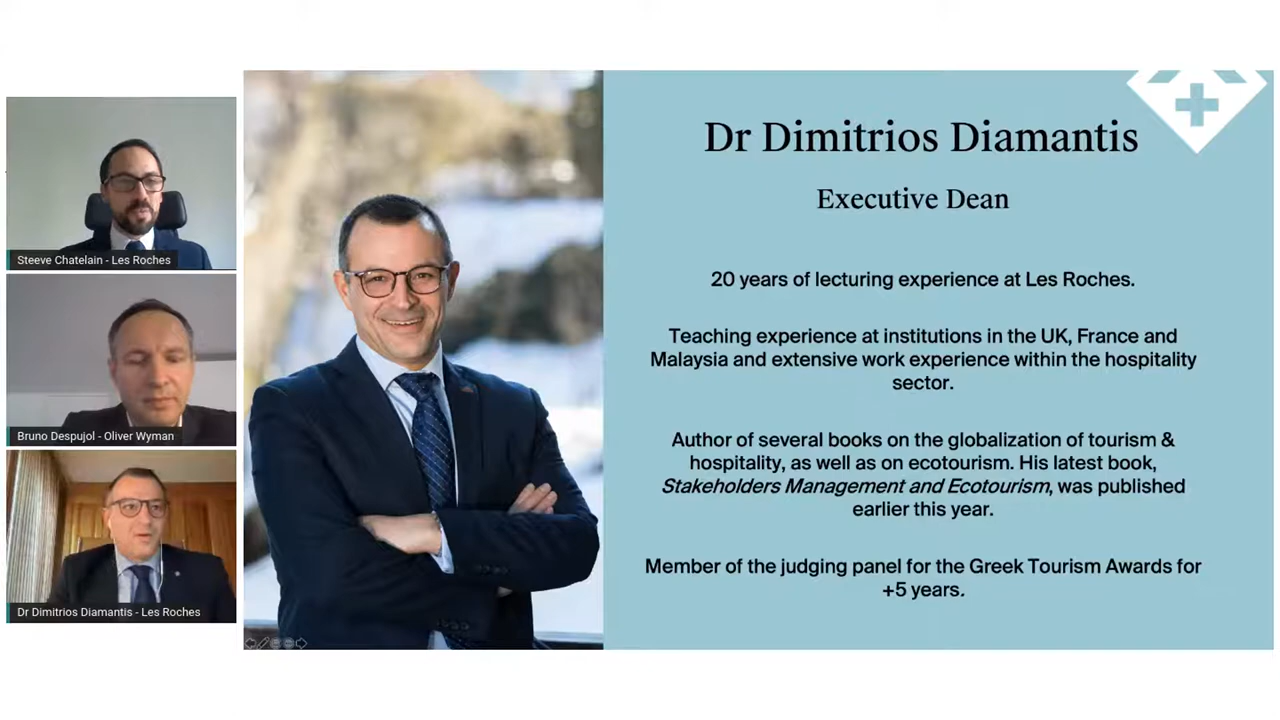 Steeve Chatelain - Les Roches
Bruno Despujol - Oliver Wyman
Dr Dimitrios Diamantis - Les Roches
Dr Dimitrios Diamantis
Executive Dean
20 years of lecturing experience at Les Roches.
Teaching experience at institutions in the UK, France and
Malaysia and extensive work experience within the hospitality
sector.
Author of several books on the globalization of tourism &
hospitality, as well as on ecotourism. His latest book,
Stakeholders Management and Ecotourism, was published
earlier this year.
Member of the judging panel for the Greek Tourism Awards for
+5 years.